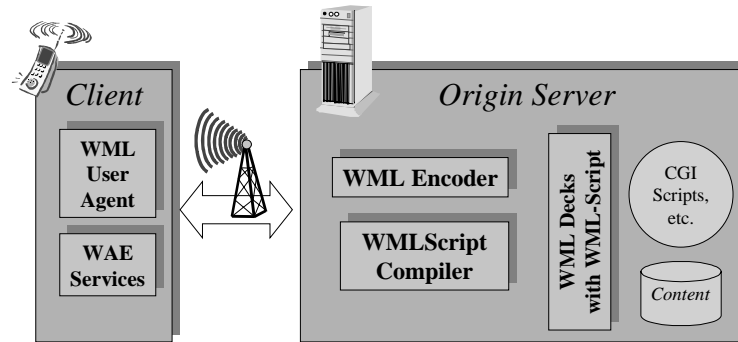 Client
WML
User
Agent
WAE
Services
Origin Server
WML Encoder
WMLScript
Compiler
WML Decks
with WML-Script
CGI
Scripts,
etc.
Content